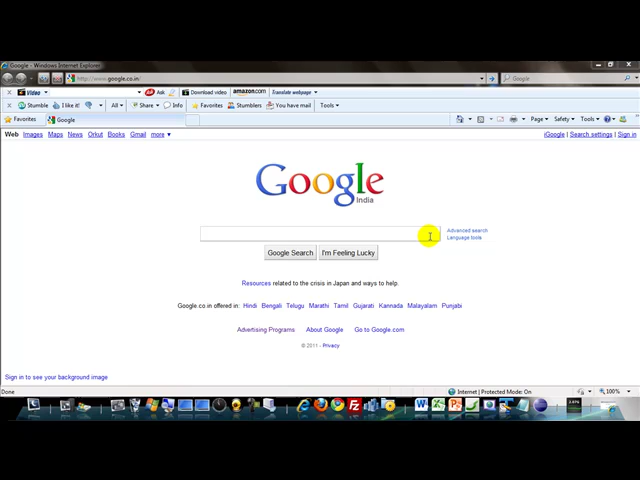 Google - Windows Internet Explorer
http://www.google.co.in/
Google
Video
Ask
Download video
amazon.com
Translate webpage
Stumble
I like it!
All
Share
Info
Favorites
Stumblers
You have mail
Tools
Favorites
Google
Page
Safety
Tools
Web Images Maps News Orkut Books Gmail more
iGoogle | Search settings | Sign in
Google
India
Advanced search
Language tools
Google Search
I'm Feeling Lucky
Resources related to the crisis in Japan and ways to help.
Google.co.in offered in: Hindi Bengali Telugu Marathi Tamil Gujarati Kannada Malayalam Punjabi
Advertising Programs
About Google
Go to Google.com
© 2011 - Privacy
Sign in to see your background image
Done
Internet | Protected Mode: On
100%